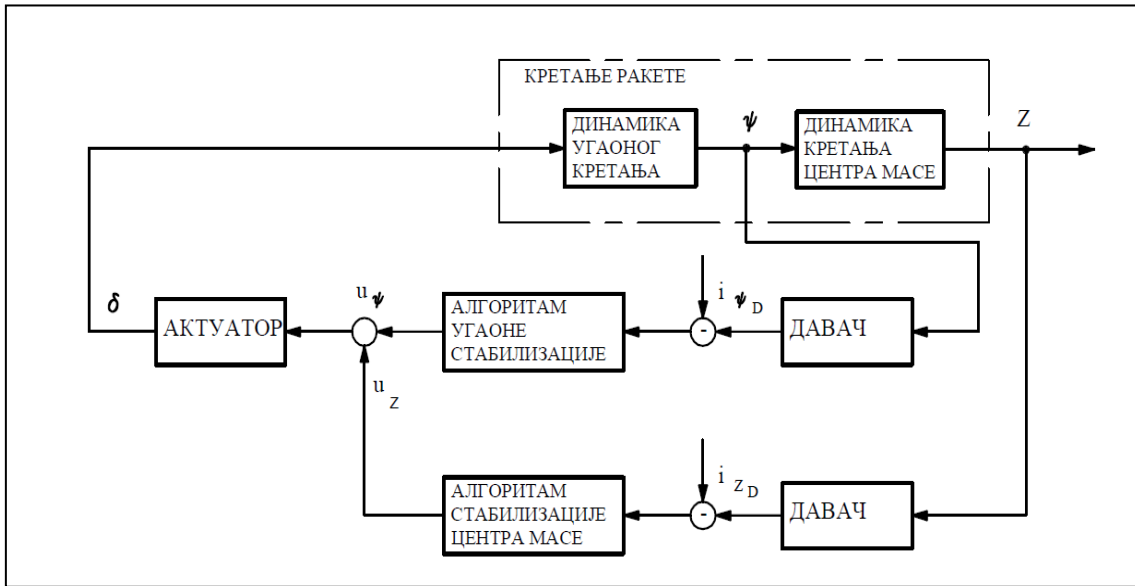 КРЕТАЊЕ РАКЕТЕ
ДИНАМИКА
УГАОНОГ
КРЕТАЊА
ψ
ДИНАМИКА
КРЕТАЊА
ЦЕНТРА МАСЕ
Z
δ
АКТУАТОР
u ψ
АЛГОРИТАМ
УГАОНЕ
СТАБИЛИЗАЦИЈЕ
-
i ψ D
ДАВАЧ
u Z
АЛГОРИТАМ
СТАБИЛИЗАЦИЈЕ
ЦЕНТРА МАСЕ
-
i Z D
ДАВАЧ